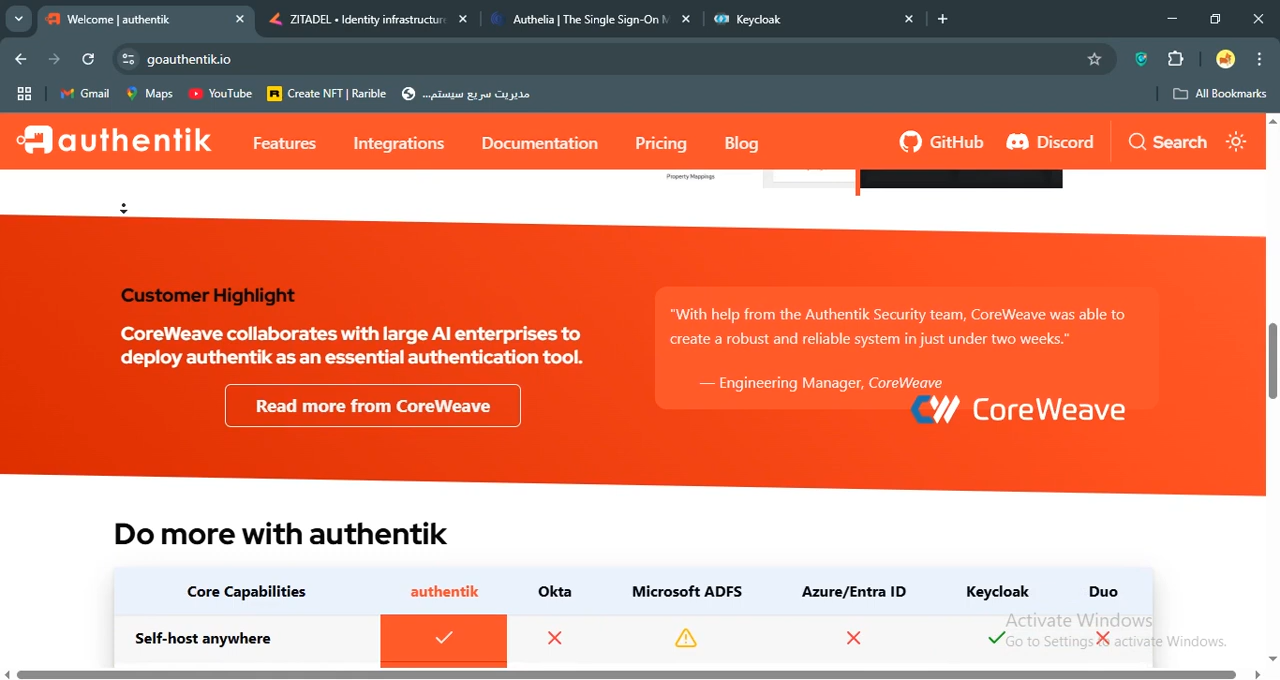 Welcome | authentik
ZITADEL • Identity infrastructure
Authelia | The Single Sign-On M
Keycloak
goauthentik.io
Gmail
Maps
YouTube
Create NFT | Rarible
مدیریت سریع سیستم...
All Bookmarks
authentik
Features
Integrations
Documentation
Pricing
Blog
GitHub
Discord
Search
Property Mappings
Customer Highlight
CoreWeave collaborates with large AI enterprises to
deploy authentik as an essential authentication tool.
Read more from CoreWeave
"With help from the Authentik Security team, CoreWeave was able to
create a robust and reliable system in just under two weeks."
— Engineering Manager, CoreWeave
CoreWeave
Do more with authentik
Core Capabilities
authentik
Okta
Microsoft ADFS
Azure/Entra ID
Keycloak
Duo
Self-host anywhere
Activate Windows
Go to Settings to activate Windows.